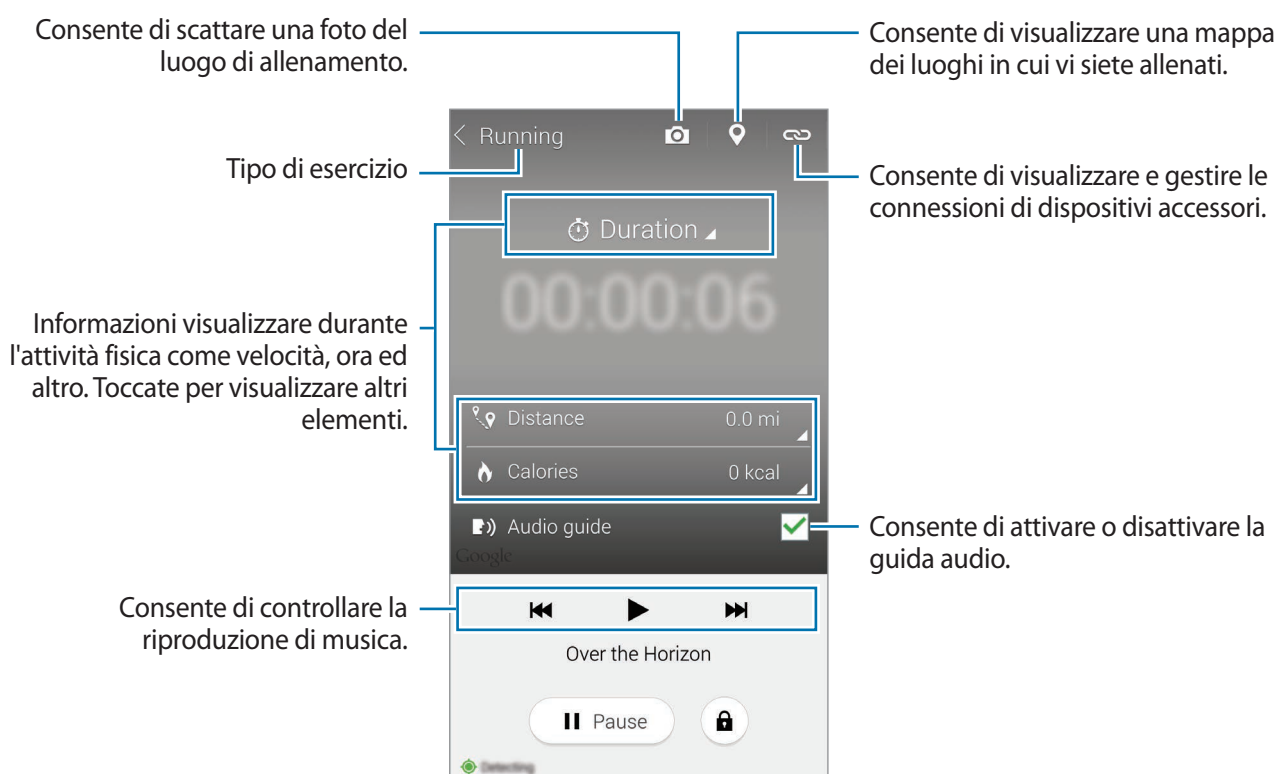 Consente di scattare una foto del
luogo di allenamento.
Consente di visualizzare una mappa
dei luoghi in cui vi siete allenati.
Running
Tipo di esercizio
Consente di visualizzare e gestire le
connessioni di dispositivi accessori.
Duration
00:00:06
Informazioni visualizzare durante
l'attività fisica come velocità, ora ed
altro. Toccate per visualizzare altri
elementi.
Distance 0.0 mi
Calories 0 kcal
Audio guide
Consente di attivare o disattivare la
guida audio.
Google
Consente di controllare la
riproduzione di musica.
Over the Horizon
Pause
Detecting